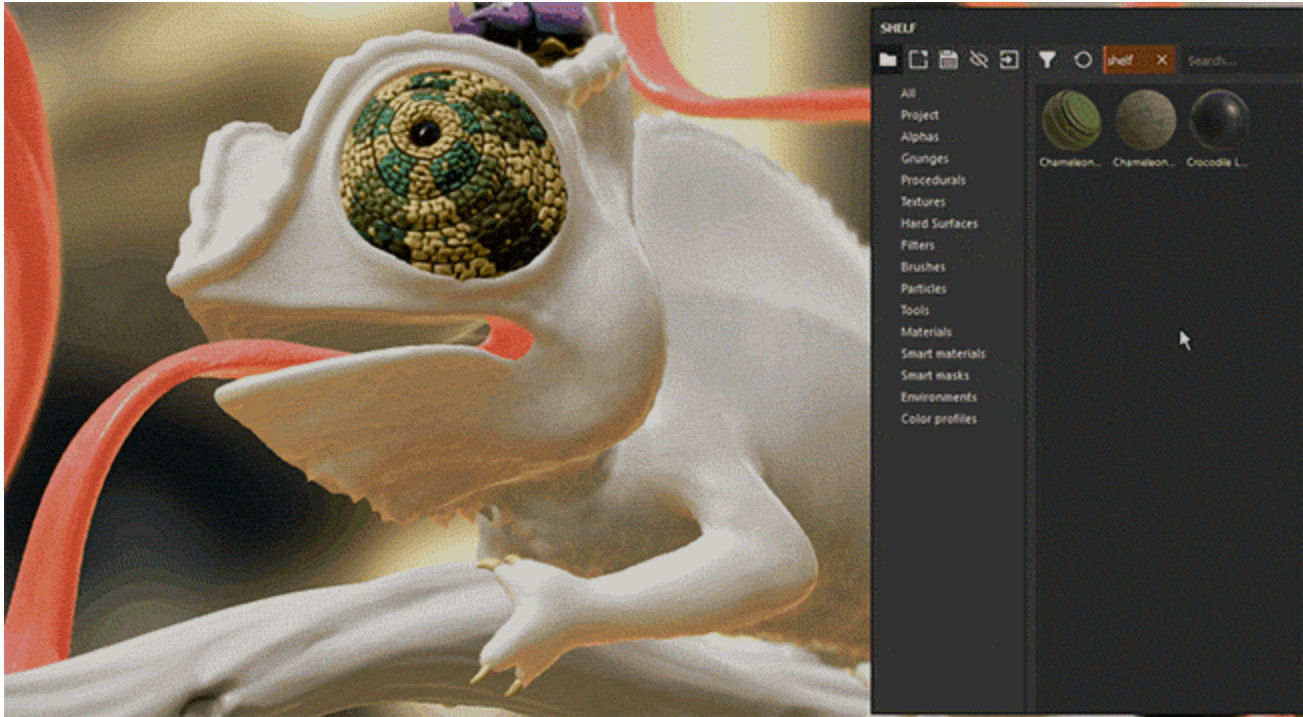 SHELF
shelf
Search...
All
Project
Alphas
Grunges
Procedurals
Textures
Hard Surfaces
Filters
Brushes
Particles
Tools
Materials
Smart materials
Smart masks
Environments
Color profiles
Chameleon... Chameleon... Crocodile L...